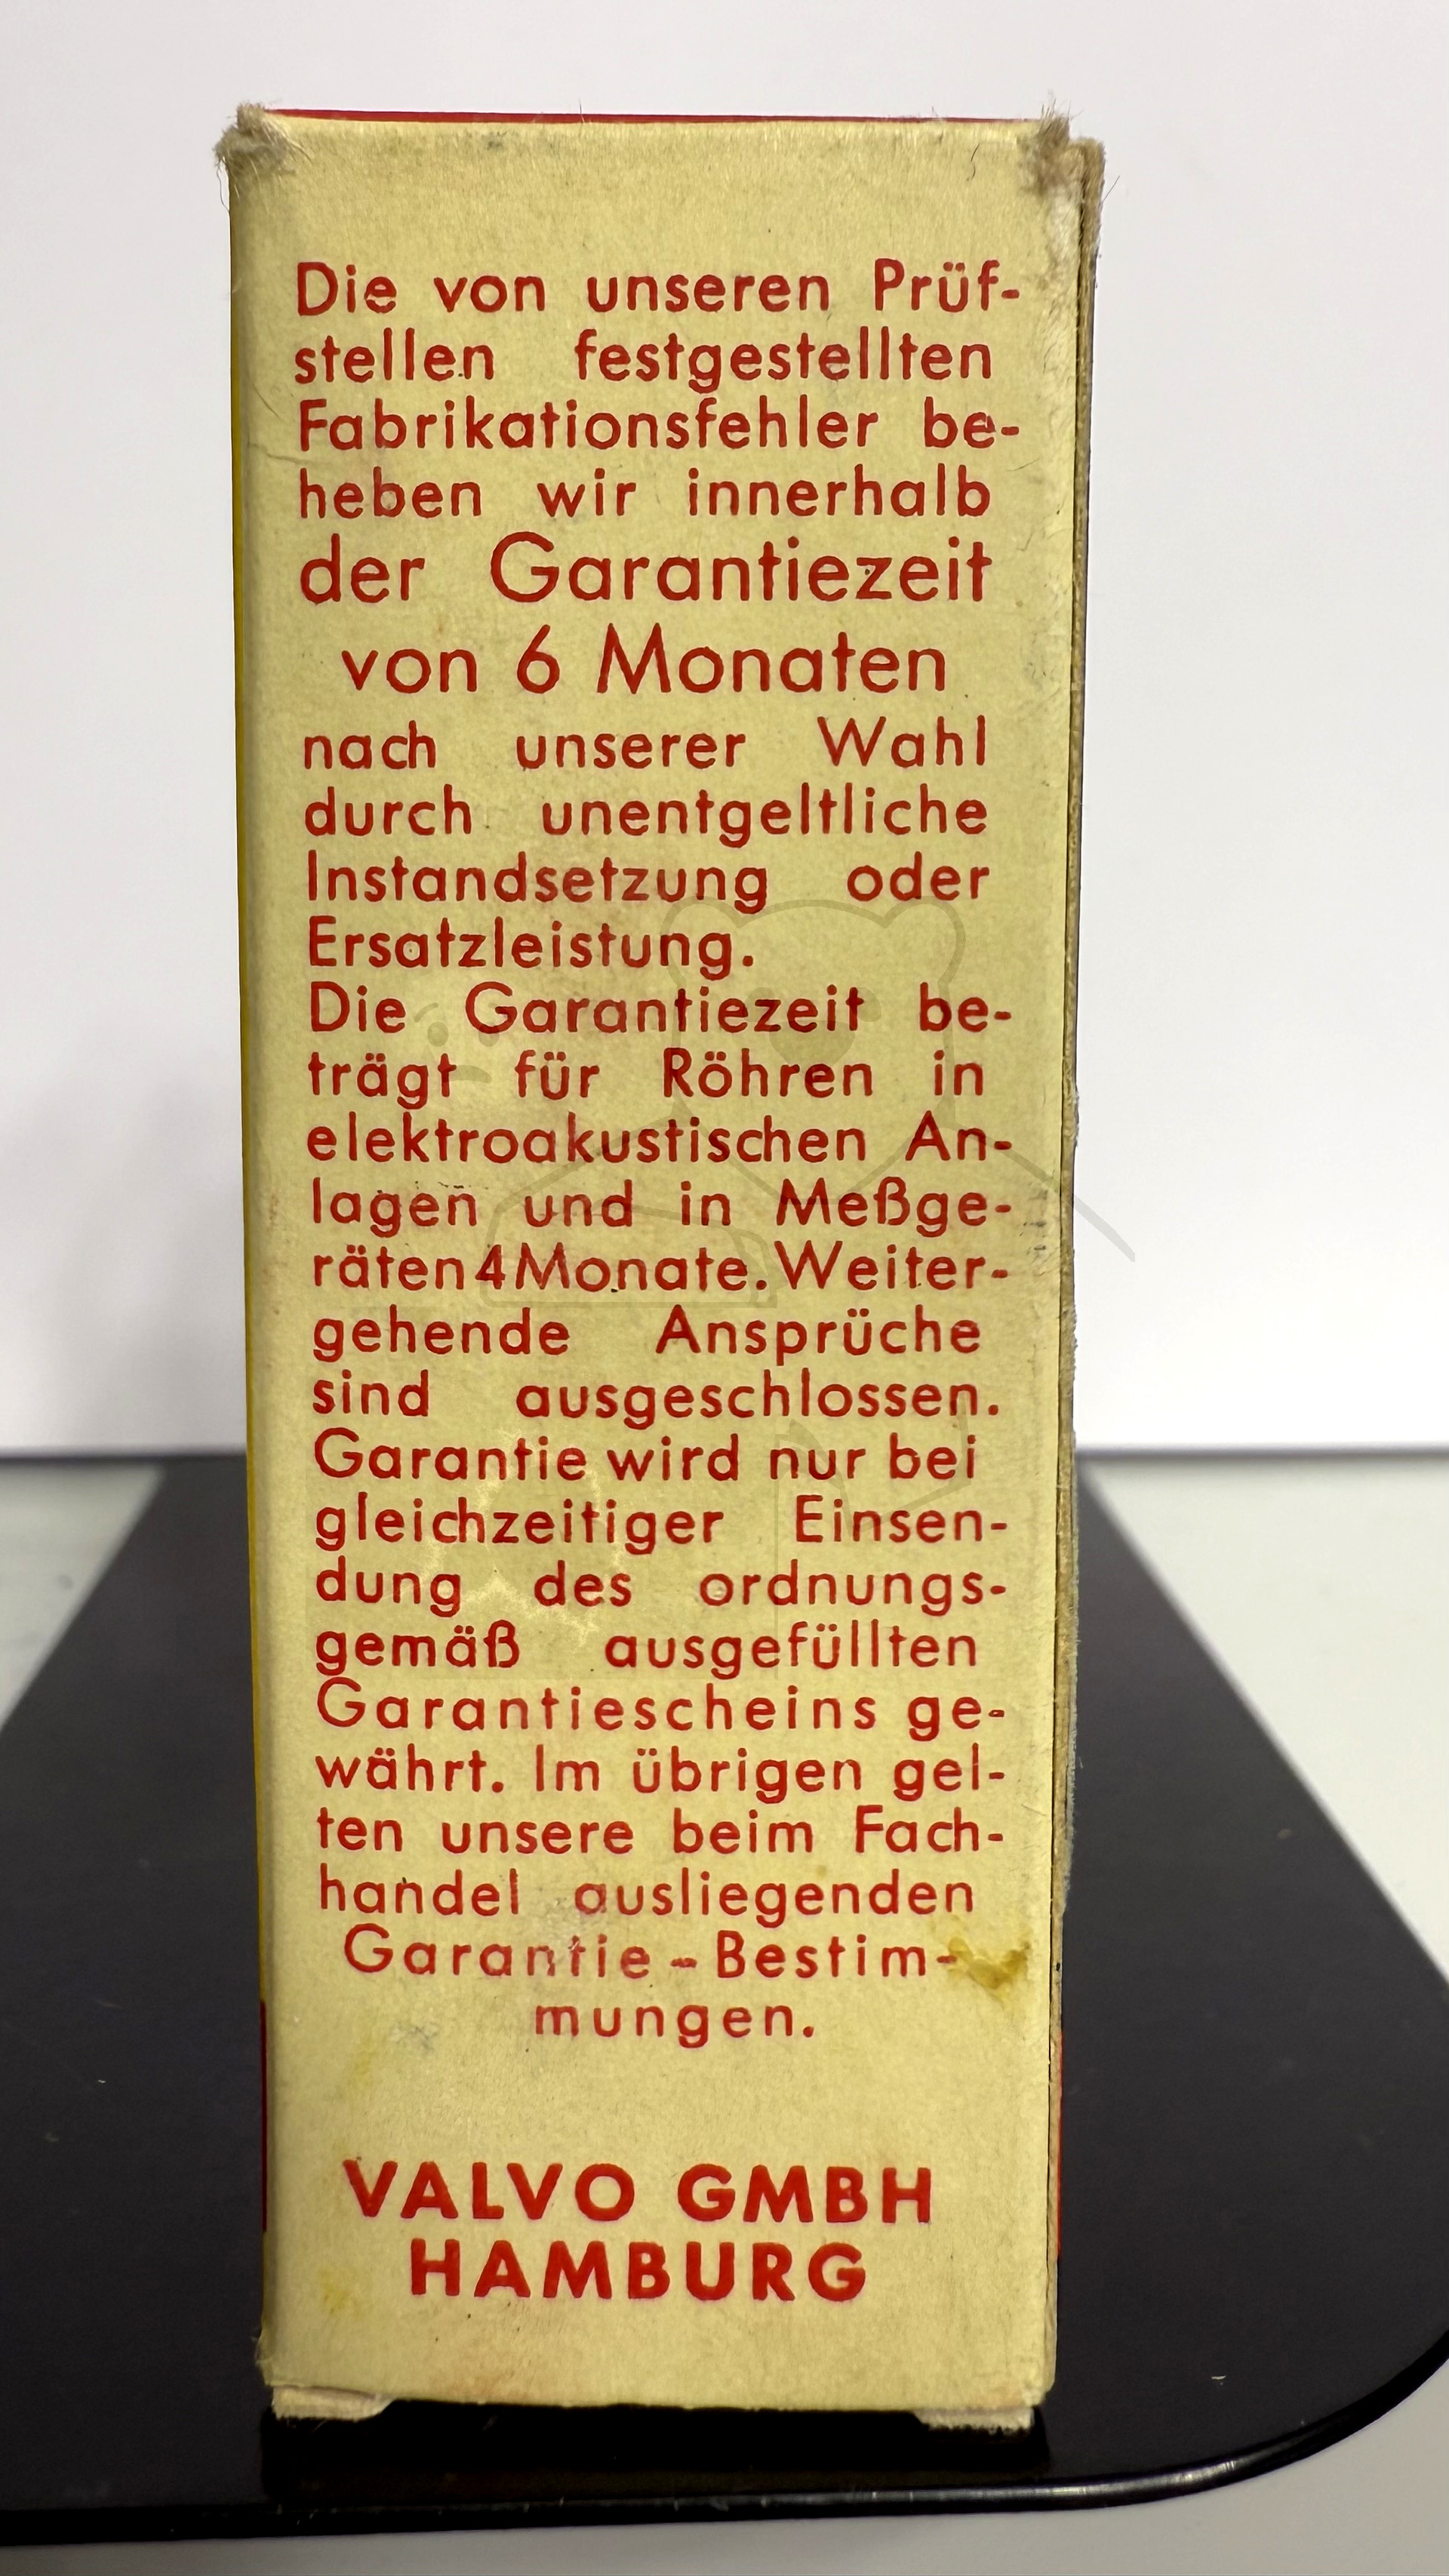 Die von unseren Prüf-
stellen festgestellten
Fabrikationsfehler be-
heben wir innerhalb
der Garantiezeit
von 6 Monaten
nach unserer Wahl
durch unentgeltliche
Instandsetzung oder
Ersatzleistung.
Die Garantiezeit be-
trägt für Röhren in
elektroakustischen An-
lagen und in Meßge-
räten 4 Monate. Weiter-
gehende Ansprüche
sind ausgeschlossen.
Garantie wird nur bei
gleichzeitiger Einsen-
dung des ordnungs-
gemäß ausgefüllten
Garantiescheins ge-
währt. Im übrigen gel-
ten unsere beim Fach-
handel ausliegenden
Garantie-Bestim-
mungen.
VALVO GMBH
HAMBURG